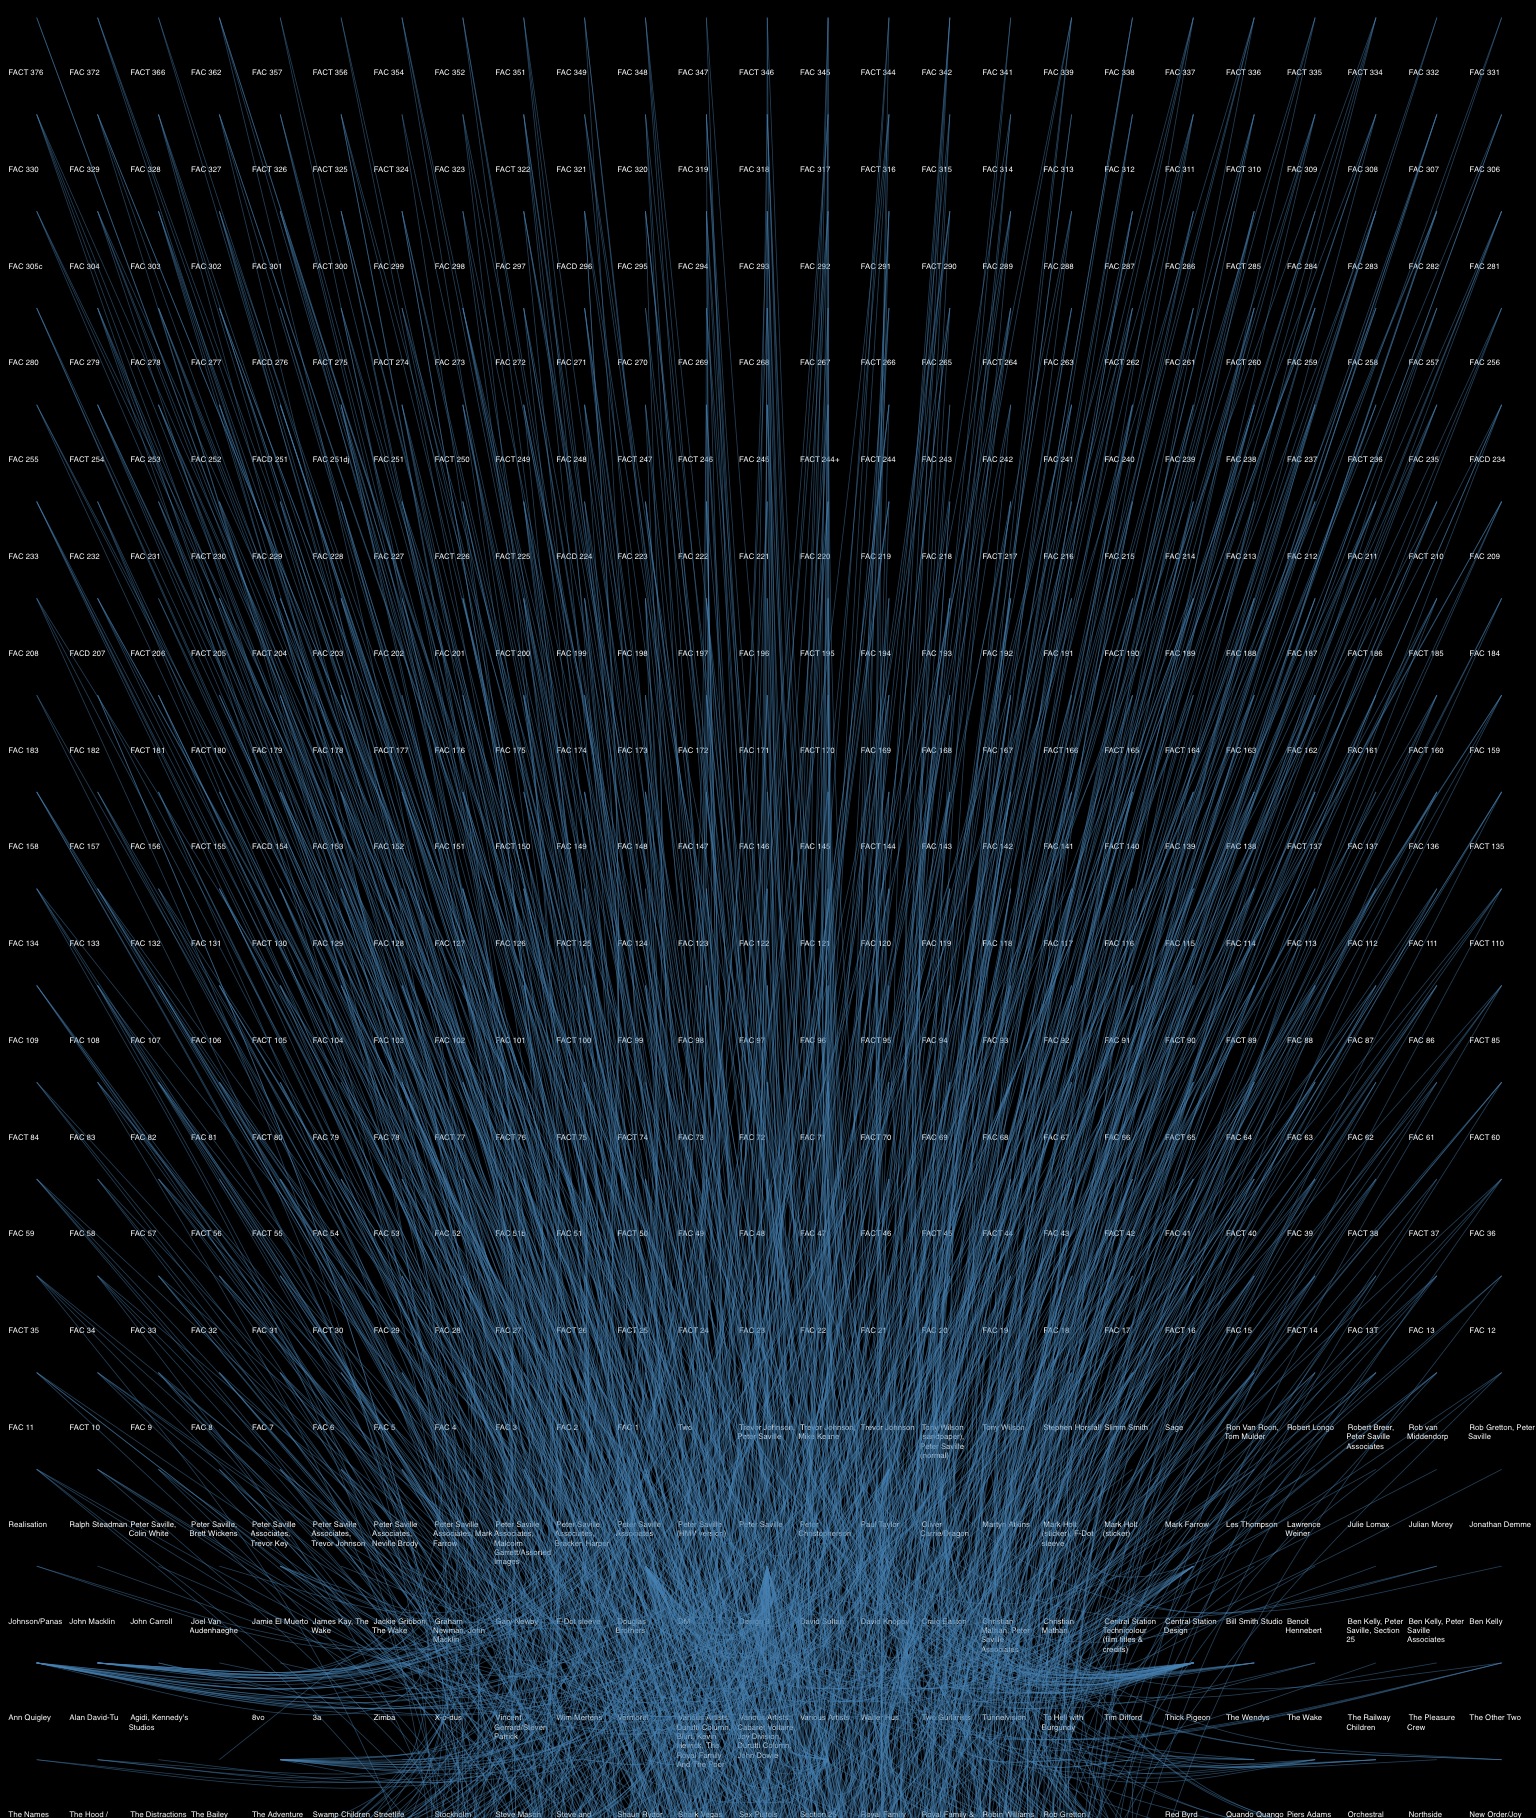 FACT 376 FAC 372 FACT 366 FAC 362 FAC 357 FACT 356 FAC 354 FAC 352 FAC 351 FAC 349 FAC 348 FAC 347 FACT 346 FAC 345 FACT 344 FAC 342 FAC 341 FAC 339 FAC 338 FAC 337 FACT 336 FACT 335 FACT 334 FAC 332 FAC 331
FAC 330 FAC 329 FAC 328 FAC 327 FACT 326 FACT 325 FACT 324 FAC 323 FACT 322 FAC 321 FAC 320 FAC 319 FAC 318 FAC 317 FACT 316 FAC 315 FAC 314 FAC 313 FAC 312 FAC 311 FACT 310 FAC 309 FAC 308 FAC 307 FAC 306
FAC 305c FAC 304 FAC 303 FAC 302 FAC 301 FACT 300 FAC 299 FAC 298 FAC 297 FACD 296 FAC 295 FAC 294 FAC 293 FAC 292 FAC 291 FACT 290 FAC 289 FAC 288 FAC 287 FAC 286 FACT 285 FAC 284 FAC 283 FAC 282 FAC 281
FAC 280 FAC 279 FAC 278 FAC 277 FACD 276 FACT 275 FACT 274 FAC 273 FAC 272 FAC 271 FAC 270 FAC 269 FAC 268 FAC 267 FACT 266 FAC 265 FACT 264 FAC 263 FACT 262 FAC 261 FACT 260 FAC 259 FAC 258 FAC 257 FAC 256
FAC 255 FACT 254 FAC 253 FAC 252 FACD 251 FAC 251dj FAC 251 FACT 250 FACT 249 FAC 248 FACT 247 FACT 246 FAC 245 FACT 244+ FACT 244 FAC 243 FAC 242 FAC 241 FAC 240 FAC 239 FAC 238 FAC 237 FACT 236 FAC 235 FACD 234
FAC 233 FAC 232 FAC 231 FACT 230 FAC 229 FAC 228 FAC 227 FACT 226 FACT 225 FACD 224 FAC 223 FAC 222 FAC 221 FAC 220 FAC 219 FAC 218 FACT 217 FAC 216 FAC 215 FAC 214 FAC 213 FAC 212 FAC 211 FACT 210 FAC 209
FAC 208 FACD 207 FACT 206 FACT 205 FACT 204 FAC 203 FAC 202 FAC 201 FACT 200 FAC 199 FAC 198 FAC 197 FAC 196 FACT 195 FAC 194 FAC 193 FAC 192 FAC 191 FACT 190 FAC 189 FAC 188 FAC 187 FACT 186 FACT 185 FAC 184
FAC 183 FAC 182 FACT 181 FACT 180 FAC 179 FAC 178 FACT 177 FAC 176 FAC 175 FAC 174 FAC 173 FAC 172 FAC 171 FACT 170 FAC 169 FAC 168 FAC 167 FACT 166 FACT 165 FACT 164 FAC 163 FAC 162 FAC 161 FACT 160 FAC 159
FAC 158 FAC 157 FAC 156 FACT 155 FACD 154 FAC 153 FAC 152 FAC 151 FACT 150 FAC 149 FAC 148 FAC 147 FAC 146 FAC 145 FACT 144 FAC 143 FAC 142 FAC 141 FACT 140 FAC 139 FAC 138 FACT 137 FAC 137 FAC 136 FACT 135
FAC 134 FAC 133 FAC 132 FAC 131 FACT 130 FAC 129 FAC 128 FAC 127 FAC 126 FACT 125 FAC 124 FAC 123 FAC 122 FAC 121 FAC 120 FAC 119 FAC 118 FAC 117 FAC 116 FAC 115 FAC 114 FAC 113 FAC 112 FAC 111 FACT 110
FAC 109 FAC 108 FAC 107 FAC 106 FACT 105 FAC 104 FAC 103 FAC 102 FAC 101 FACT 100 FAC 99 FAC 98 FAC 97 FAC 96 FACT 95 FAC 94 FAC 93 FAC 92 FAC 91 FACT 90 FACT 89 FAC 88 FAC 87 FAC 86 FACT 85
FACT 84 FAC 83 FAC 82 FAC 81 FACT 80 FAC 79 FAC 78 FACT 77 FAC 76 FACT 75 FACT 74 FAC 73 FAC 72 FAC 71 FACT 70 FAC 69 FAC 68 FAC 67 FAC 66 FACT 65 FAC 64 FAC 63 FAC 62 FAC 61 FACT 60
FAC 59 FAC 58 FAC 57 FACT 56 FACT 55 FAC 54 FAC 53 FAC 52 FAC 51b FAC 51 FACT 50 FAC 49 FAC 48 FAC 47 FACT 46 FACT 45 FACT 44 FAC 43 FACT 42 FAC 41 FACT 40 FAC 39 FACT 38 FACT 37 FAC 36
FACT 35 FAC 34 FAC 33 FAC 32 FAC 31 FACT 30 FAC 29 FAC 28 FAC 27 FACT 26 FACT 25 FACT 24 FAC 23 FAC 22 FAC 21 FAC 20 FAC 19 FAC 18 FAC 17 FACT 16 FAC 15 FACT 14 FAC 13T FAC 13 FAC 12
FAC 11 FACT 10 FAC 9 FAC 8 FAC 7 FAC 6 FAC 5 FAC 4 FAC 3 FAC 2 FAC 1 Two Trevor Johnson, Trevor Johnson, Trevor Johnson Tony Wilson Tony Wilson Stephen Horsfall Slimm Smith Sage Ron Van Roon, Robert Longo Robert Breer, Rob van Rob Gretton, Peter
Peter Saville Mike Keane (sandpaper), Tom Mulder Peter Saville Middendorp Saville
Peter Saville Associates
(normal)
Realisation Ralph Steadman Peter Saville, Peter Saville, Peter Saville Peter Saville Peter Saville Peter Saville Peter Saville Peter Saville Peter Saville Peter Saville Peter Saville Peter Paul Taylor Oliver Martyn Atkins Mark Holt Mark Holt Mark Farrow Les Thompson Lawrence Julie Lomax Julian Morey Jonathan Demme
Colin White Brett Wickens Associates, Associates, Associates, Associates, Mark Associates, Associates, Associates (HMV version) Christopherson Carrie/Dragon (sticker), F-Dot (sticker) Weiner
Trevor Key Trevor Johnson Neville Brody Farrow Malcolm Bracken Harper sleeve
Garrett/Assorted
Images
Johnson/Panas John Macklin John Carroll Joel Van Jamie El Muerto James Kay, The Jackie Gribbon, Graham Gary Newby F-Dot sleeve Douglas David Knopov Craig Easton Christian Christian Central Station Central Station Bill Smith Studio Benoit Ben Kelly, Peter Ben Kelly, Peter Ben Kelly
Audenhaeghe Wake The Wake Newman, John Brothers Mathan, Peter Mathan Technicolour Design Hennebert Saville, Section Saville
Macklin Saville (film titles & 25 Associates
Associates credits)
Ann Quigley Alan David-Tu Agidi, Kennedy's 8vo 3a Zimba X-o-dus Vincent Wim Mertens Vermorel Various Artists, Various Artists, Various Artists Two Guitarists Tunnelvision To Hell with Tim Difford Thick Pigeon The Wendys The Wake The Railway The Pleasure The Other Two
Studios Gerrard/Steven Durutti Column, Cabaret Voltaire, Burgundy Children Crew
Patrick Joy Division,
The Durutti Column,
Royal Family John Dowie
And The Poor
The Names The Hood / The Distractions The Bailey The Adventure Swamp Children Streetlife Stockholm Steve Mason Steve and Shaun Ryder Shark Vegas Sex Pistols Section 25 Royal Family Royal Family & Robin Williams Rob Gretton / Red Byrd Quando Quango Piers Adams Orchestral Northside New Order/Joy